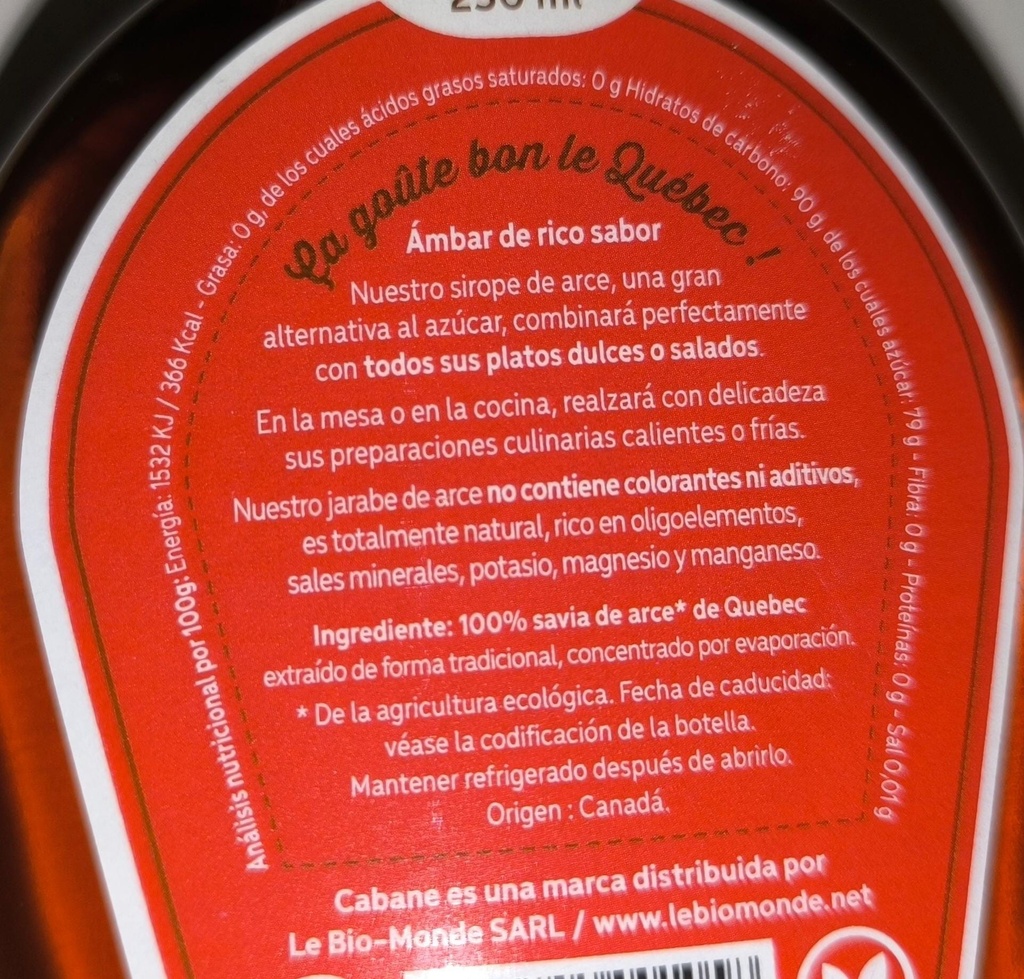 250 ml
Análisis nutricional por 100g: Energía: 1532 KJ / 366 Kcal - Grasa: 0 g, de los cuales ácidos grasos saturados: 0 g Hidratos de carbono: 90 g, de los cuales azúcar: 79 g - Fibra: 0 g - Proteínas: 0 g - Sal 0,01 g
La goûte bon le Québec !
Ámbar de rico sabor
Nuestro sirope de arce, una gran
alternativa al azúcar, combinará perfectamente
con todos sus platos dulces o salados.
En la mesa o en la cocina, realzará con delicadeza
sus preparaciones culinarias calientes o frías.
Nuestro jarabe de arce no contiene colorantes ni aditivos,
es totalmente natural, rico en oligoelementos,
sales minerales, potasio, magnesio y manganeso.
Ingrediente: 100% savia de arce* de Quebec
extraído de forma tradicional, concentrado por evaporación.
* De la agricultura ecológica. Fecha de caducidad:
véase la codificación de la botella.
Mantener refrigerado después de abrirlo.
Origen : Canadá.
Cabane es una marca distribuida por
Le Bio-Monde SARL / www.lebiomonde.net